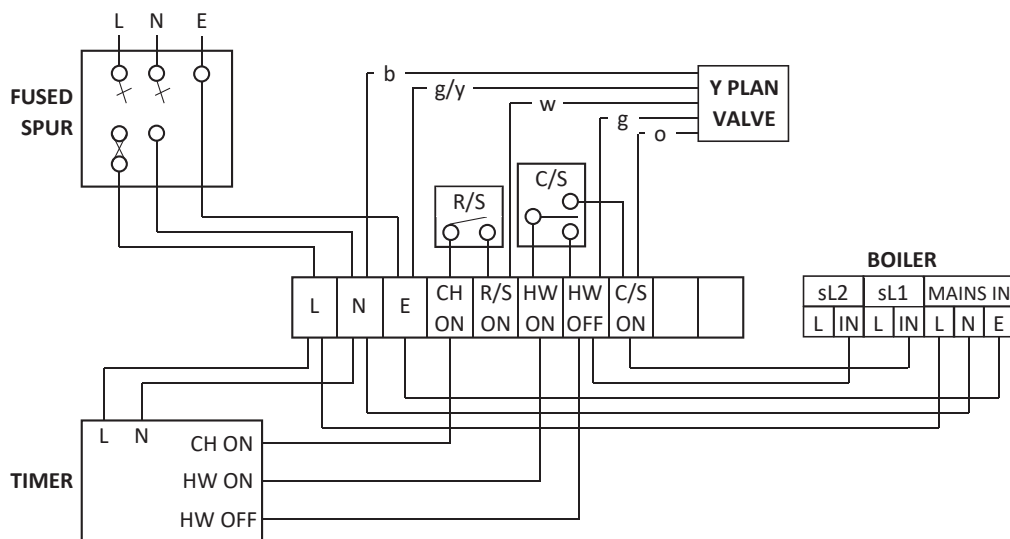 L N E
FUSED
SPUR
b
g/y
w
g
o
Y PLAN
VALVE
R/S
C/S
L
N
E
CH
ON
R/S
ON
HW
ON
HW
OFF
C/S
ON
BOILER
sL2 sL1 MAINS IN
L IN L IN L N E
TIMER
L N
CH ON
HW ON
HW OFF